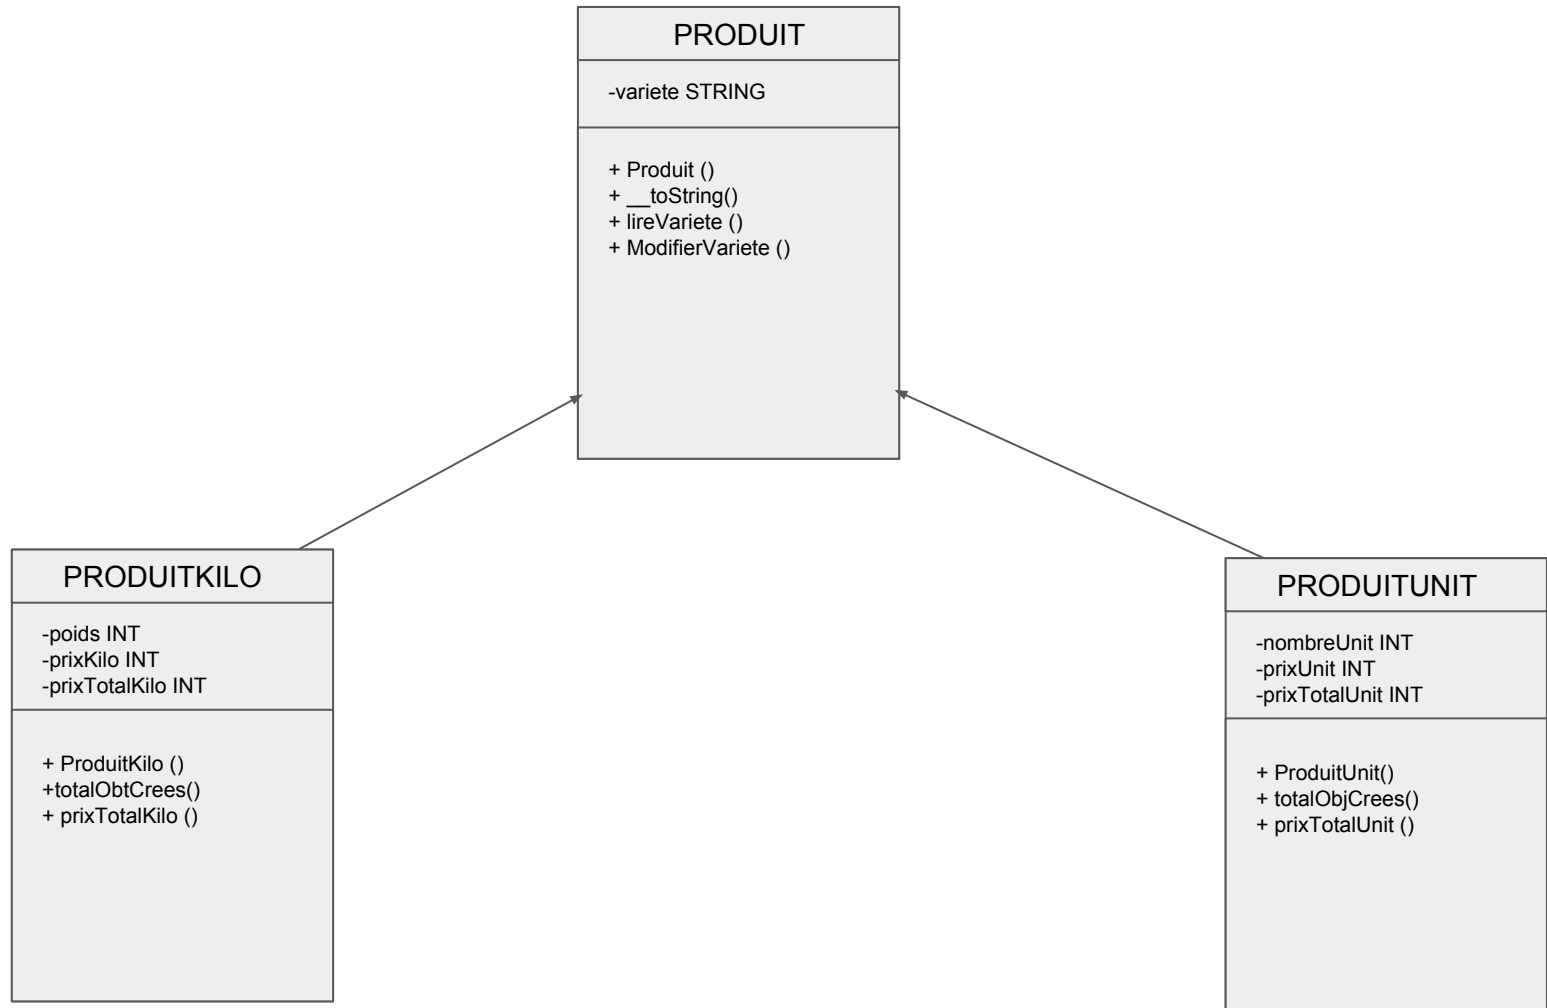 PRODUIT
-variete STRING
+ Produit ()
+ __toString()
+ lireVariete ()
+ ModifierVariete ()
PRODUITKILO
-poids INT
-prixKilo INT
-prixTotalKilo INT
+ ProduitKilo ()
+totalObtCrees()
+ prixTotalKilo ()
PRODUITUNIT
-nombreUnit INT
-prixUnit INT
-prixTotalUnit INT
+ ProduitUnit()
+ totalObjCrees()
+ prixTotalUnit ()